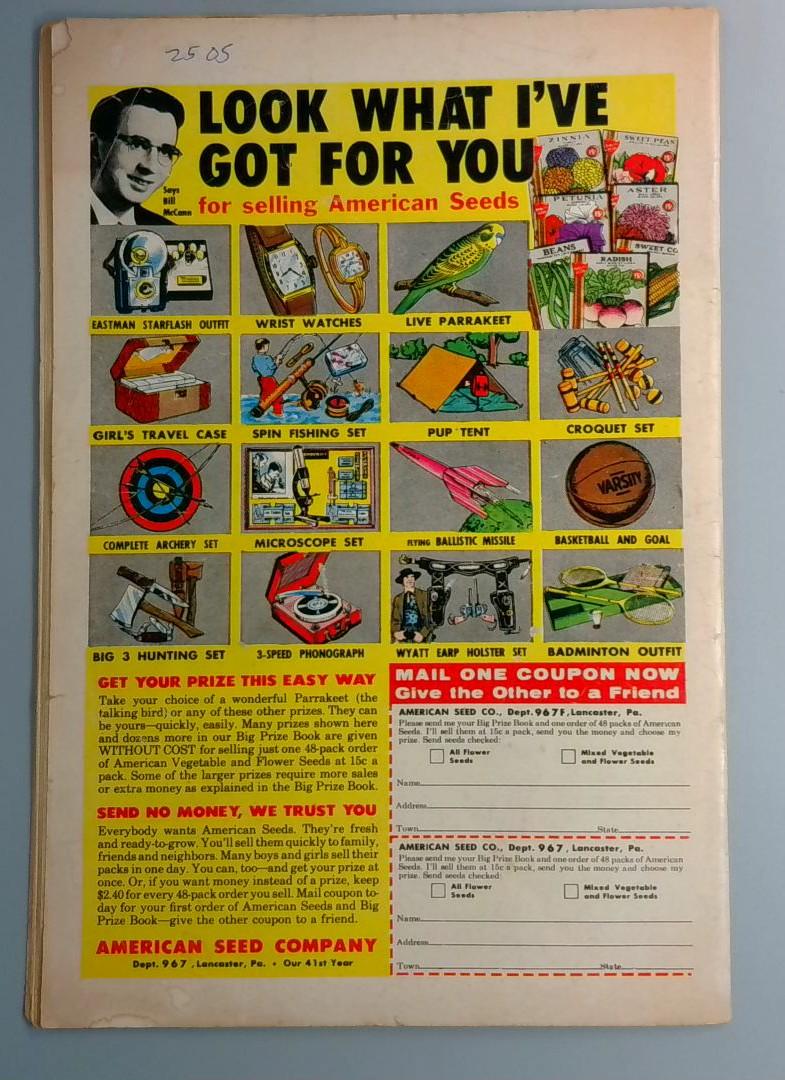 25 05
LOOK WHAT I'VE
GOT FOR YOU
Says
Bill
McCann
for selling American Seeds
ZINNIA
SWEET PEAS
PETUNIA
ASTER
BEANS
SWEET CO
RADISH
EASTMAN STARFLASH OUTFIT
WRIST WATCHES
LIVE PARRAKEET
GIRL'S TRAVEL CASE
SPIN FISHING SET
PUP TENT
CROQUET SET
VARSITY
COMPLETE ARCHERY SET
MICROSCOPE SET
FLYING BALLISTIC MISSILE
BASKETBALL AND GOAL
BIG 3 HUNTING SET
3-SPEED PHONOGRAPH
WYATT EARP HOLSTER SET
BADMINTON OUTFIT
GET YOUR PRIZE THIS EASY WAY
Take your choice of a wonderful Parrakeet (the
talking bird) or any of these other prizes. They can
be yours—quickly, easily. Many prizes shown here
and dozens more in our Big Prize Book are given
WITHOUT COST for selling just one 48-pack order
of American Vegetable and Flower Seeds at 15c a
pack. Some of the larger prizes require more sales
or extra money as explained in the Big Prize Book.
SEND NO MONEY, WE TRUST YOU
Everybody wants American Seeds. They're fresh
and ready-to-grow. You'll sell them quickly to family,
friends and neighbors. Many boys and girls sell their
packs in one day. You can, too—and get your prize at
once. Or, if you want money instead of a prize, keep
$2.40 for every 48-pack order you sell. Mail coupon to-
day for your first order of American Seeds and Big
Prize Book—give the other coupon to a friend.
AMERICAN SEED COMPANY
Dept. 967, Lancaster, Pa. • Our 41st Year
MAIL ONE COUPON NOW
Give the Other to a Friend
AMERICAN SEED CO., Dept. 967F, Lancaster, Pa.
Please send me your Big Prize Book and one order of 48 packs of American
Seeds. I'll sell them at 15c a pack, send you the money and choose my
prize. Send seeds checked:
All Flower
Seeds
Mixed Vegetable
and Flower Seeds
Name
Address
Town State
AMERICAN SEED CO., Dept. 967, Lancaster, Pa.
Please send me your Big Prize Book and one order of 48 packs of American
Seeds. I'll sell them at 15c a pack, send you the money and choose my
prize. Send seeds checked:
All Flower
Seeds
Mixed Vegetable
and Flower Seeds
Name
Address
Town State